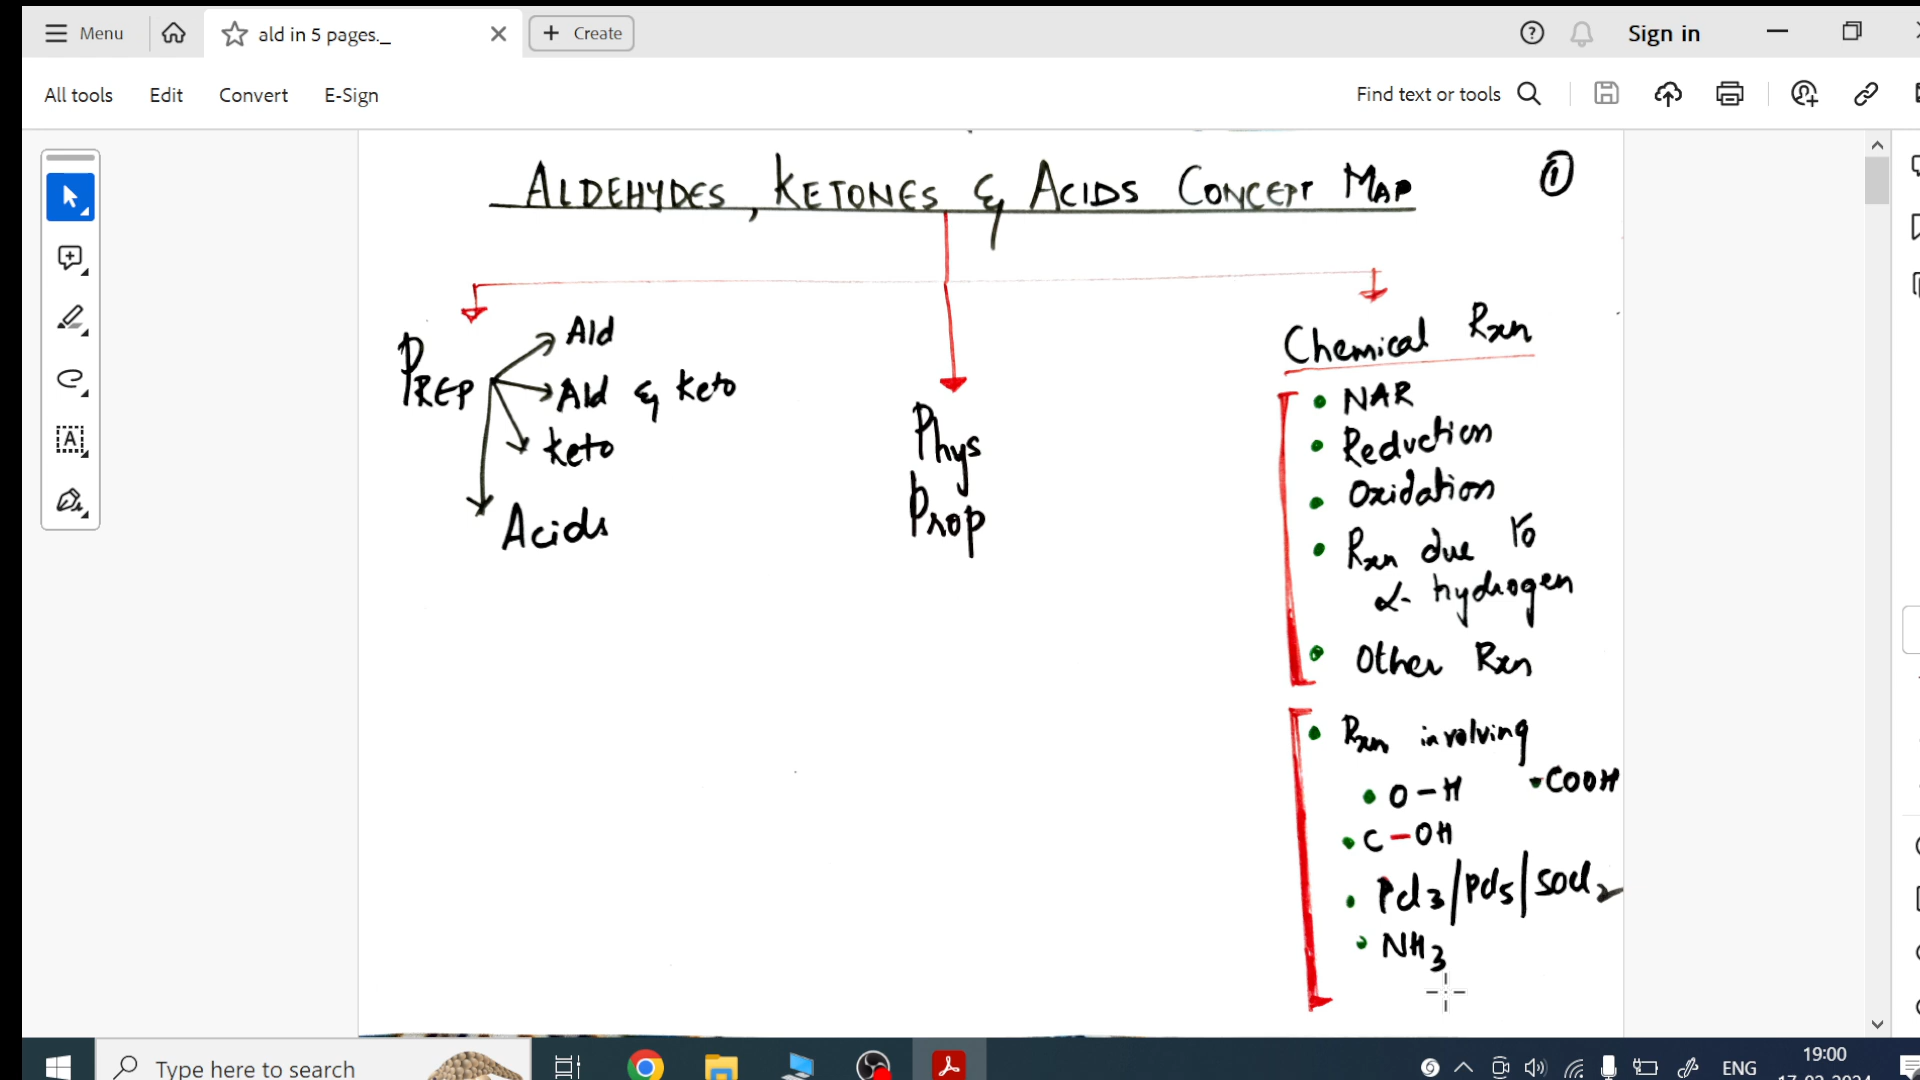 Menu
ald in 5 pages._
Create
Sign in
All tools
Edit
Convert
E-Sign
Find text or tools
ALDEHYDES, KETONES & ACIDS CONCEPT MAP
1
PREP
Ald
Ald & Keto
Keto
Acids
Phys
Prop
Chemical Rxn
• NAR
• Reduction
• Oxidation
• Rxn due to
α- hydrogen
• Other Rxn
• Rxn involving
• O-H
• COOH
• C-OH
• PCl3/PCl5/SOCl2
• NH3
Type here to search
ENG
19:00